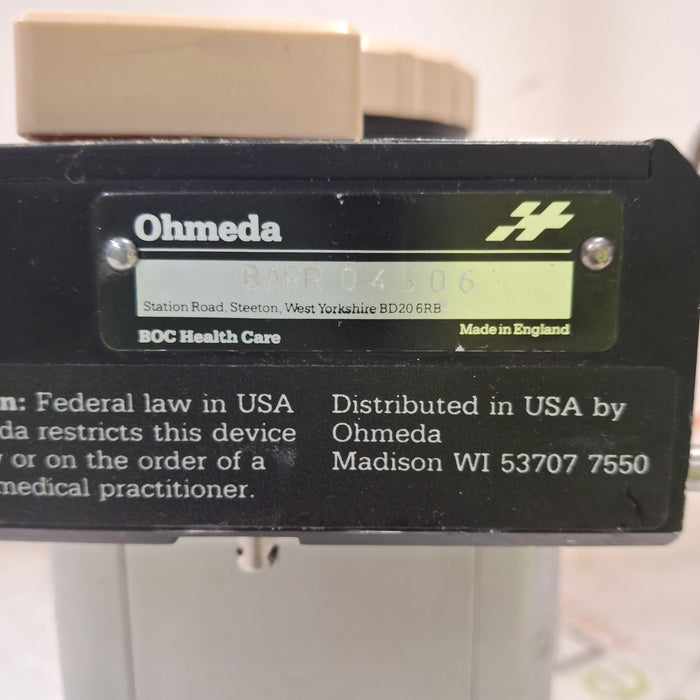 Ohmeda
BARR 04506
Station Road, Steeton, West Yorkshire BD20 6RB
BOC Health Care
Made in England
n: Federal law in USA
da restricts this device
or on the order of a
medical practitioner.
Distributed in USA by
Ohmeda
Madison WI 53707 7550